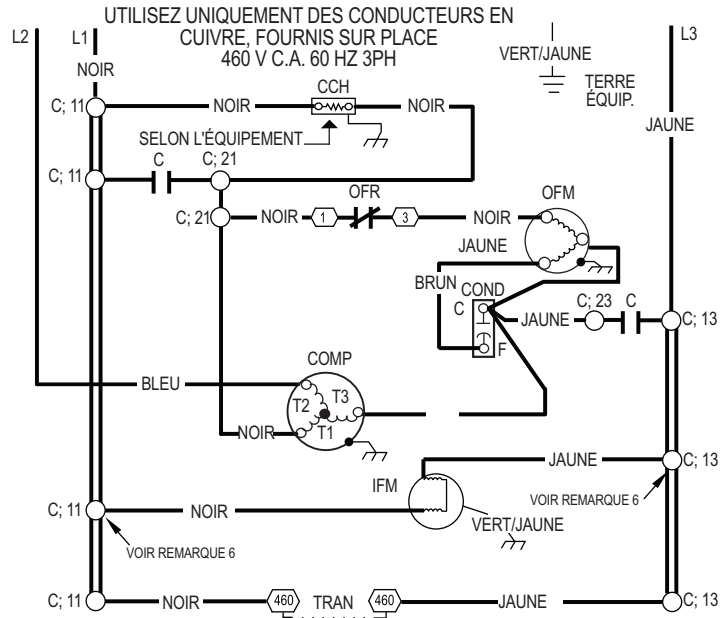 UTILISEZ UNIQUEMENT DES CONDUCTEURS EN
CUIVRE, FOURNIS SUR PLACE
460 V C.A. 60 HZ 3PH
L2
L1
L3
NOIR
VERT/JAUNE
TERRE
ÉQUIP.
CCH
C; 11
NOIR
NOIR
JAUNE
SELON L'ÉQUIPEMENT
C; 11
C
C; 21
OFR
OFM
C; 21
NOIR
1
3
NOIR
JAUNE
BRUN
COND
C
JAUNE
C; 23
C
C; 13
F
COMP
BLEU
T2
T3
T1
NOIR
JAUNE
C; 13
IFM
VOIR REMARQUE 6
C; 11
NOIR
VERT/JAUNE
VOIR REMARQUE 6
C; 11
NOIR
460
TRAN
460
JAUNE
C; 13